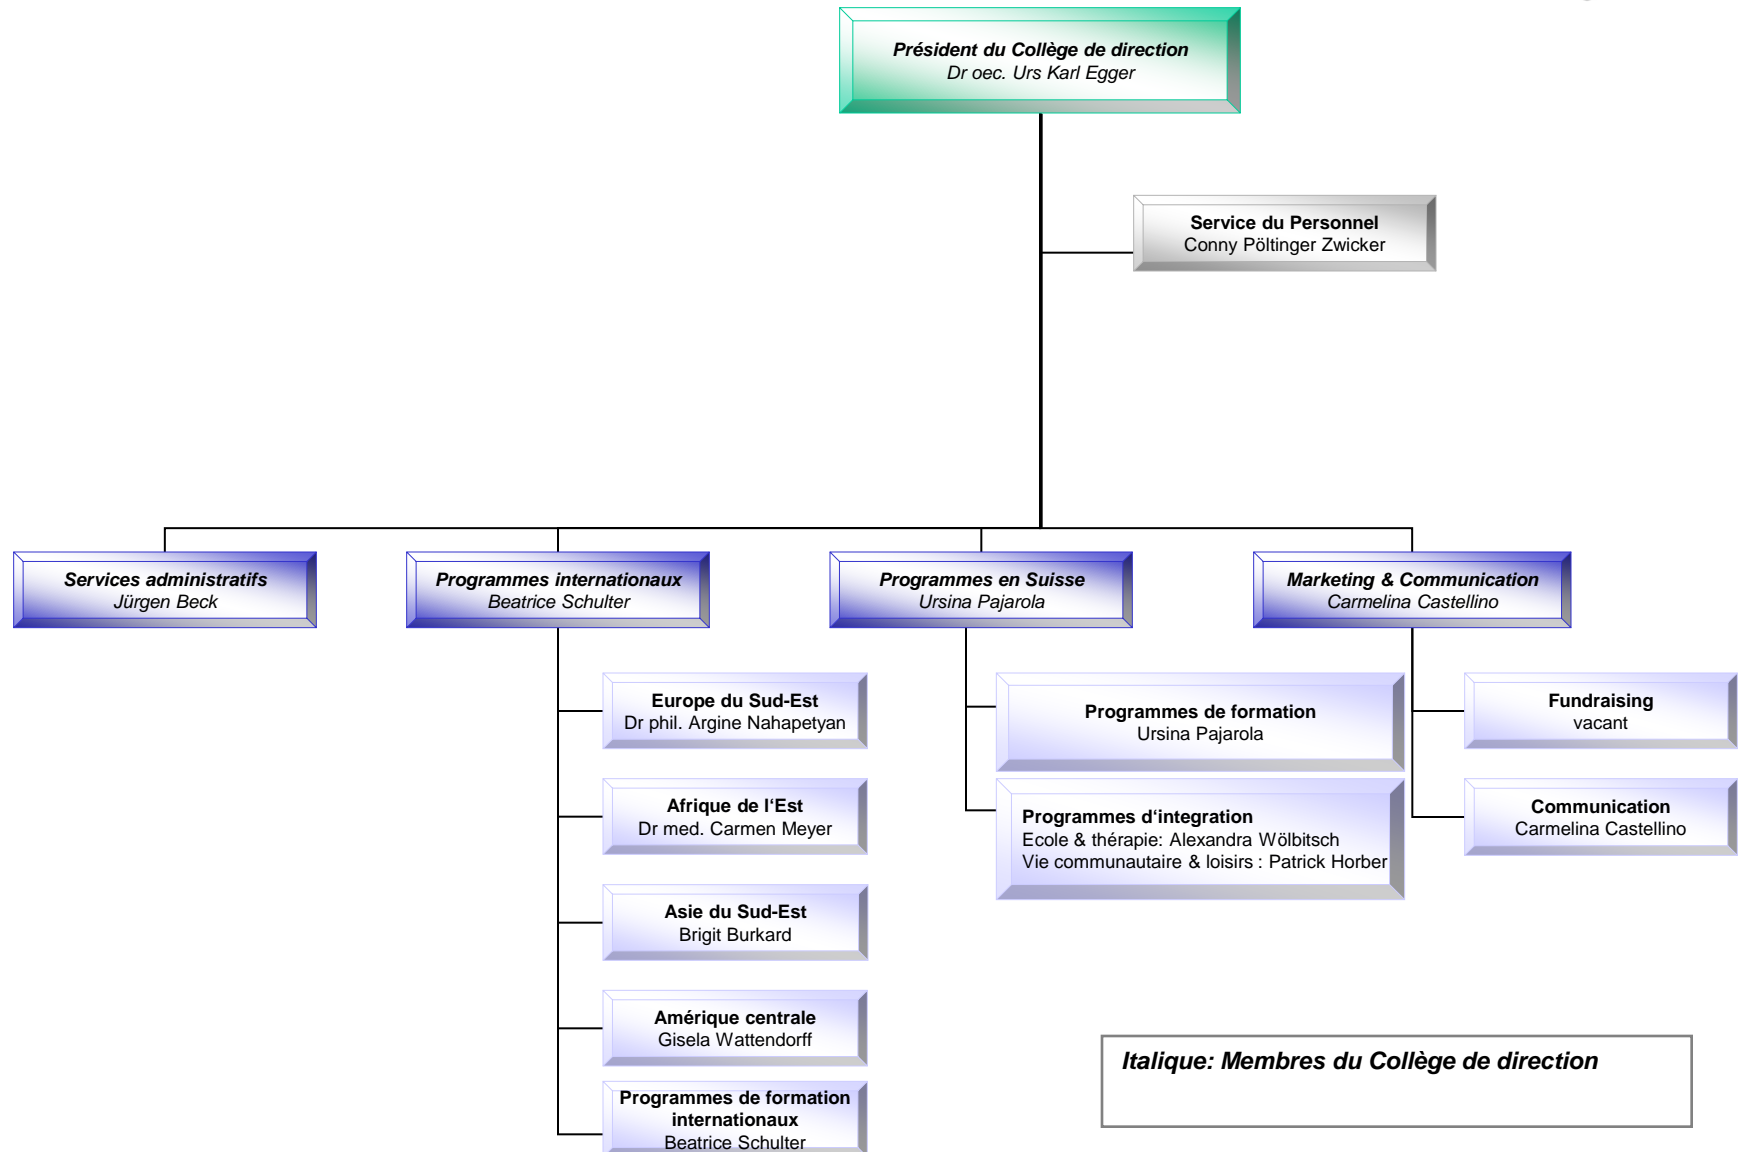 Président du Collège de direction
Dr oec. Urs Karl Egger
Service du Personnel
Conny Pöltinger Zwicker
Services administratifs
Jürgen Beck
Programmes internationaux
Beatrice Schulter
Programmes en Suisse
Ursina Pajarola
Marketing & Communication
Carmelina Castellino
Europe du Sud-Est
Dr phil. Argine Nahapetyan
Afrique de l‘Est
Dr med. Carmen Meyer
Asie du Sud-Est
Brigit Burkard
Amérique centrale
Gisela Wattendorff
Programmes de formation
internationaux
Beatrice Schulter
Programmes de formation
Ursina Pajarola
Programmes d‘integration
Ecole & thérapie: Alexandra Wölbitsch
Vie communautaire & loisirs : Patrick Horber
Fundraising
vacant
Communication
Carmelina Castellino
Italique: Membres du Collège de direction